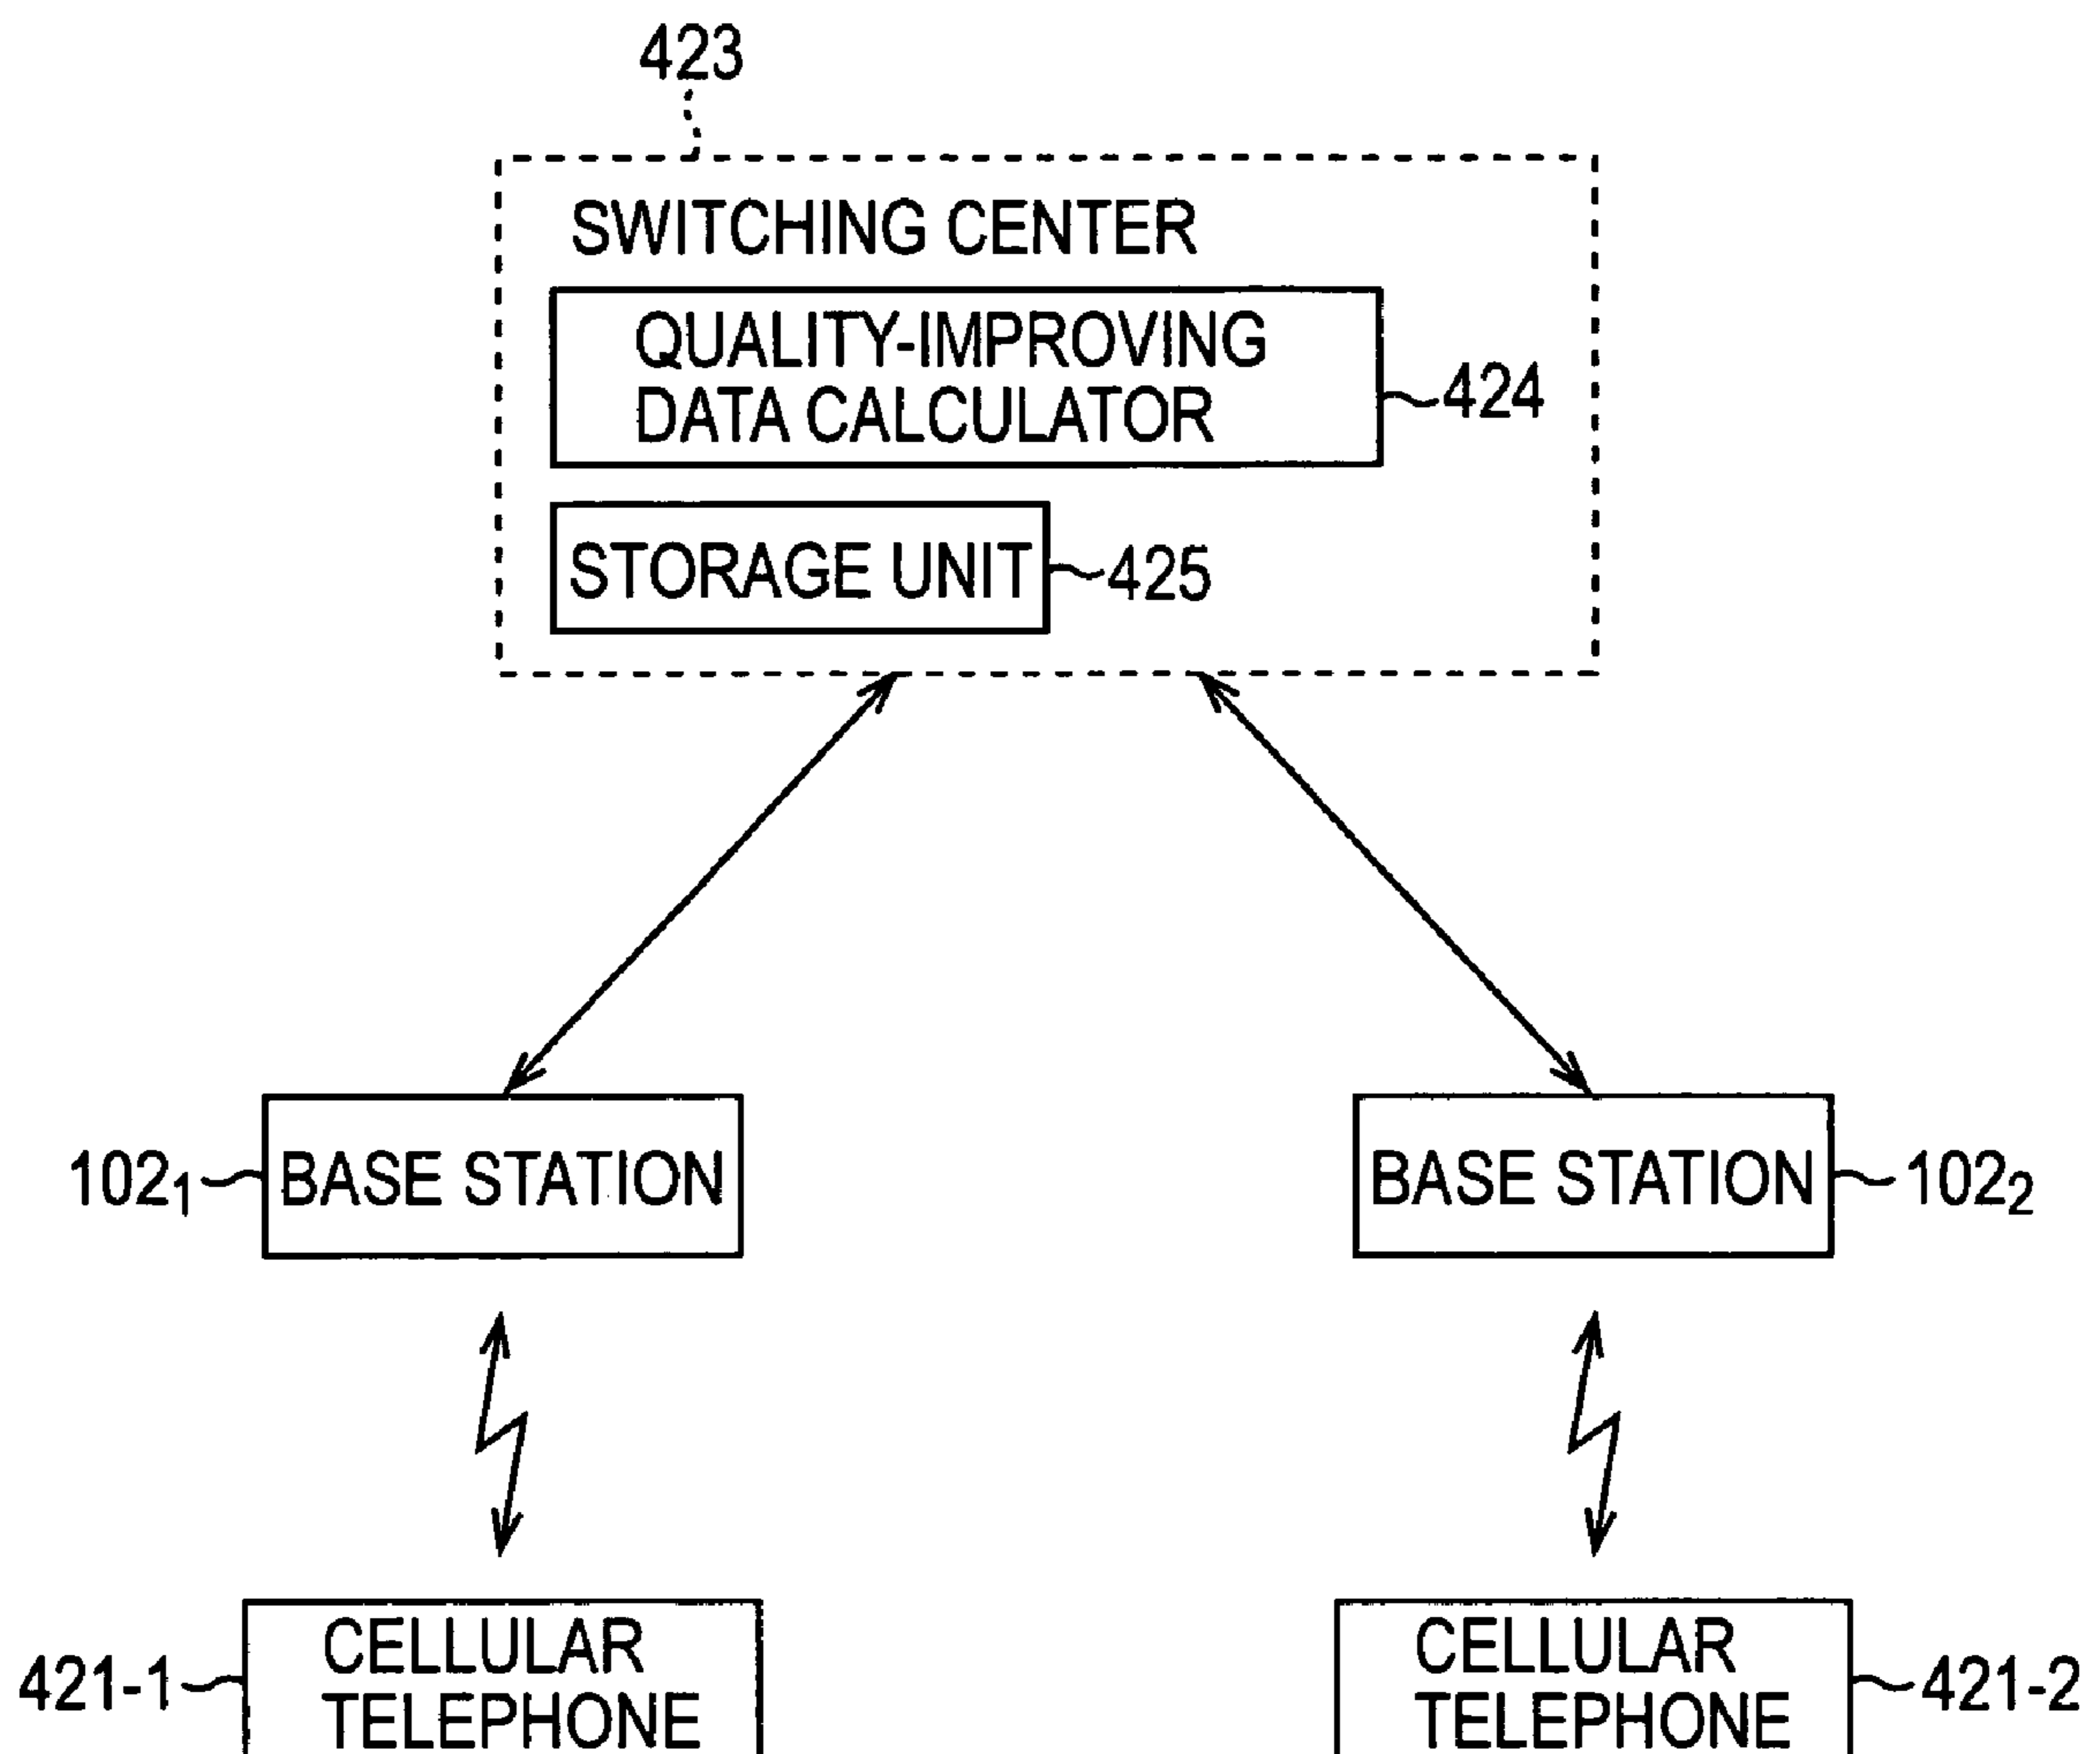 423
SWITCHING CENTER
QUALITY-IMPROVING
DATA CALCULATOR
424
STORAGE UNIT
425
102₁
BASE STATION
BASE STATION
102₂
421-1
CELLULAR
TELEPHONE
CELLULAR
TELEPHONE
421-2